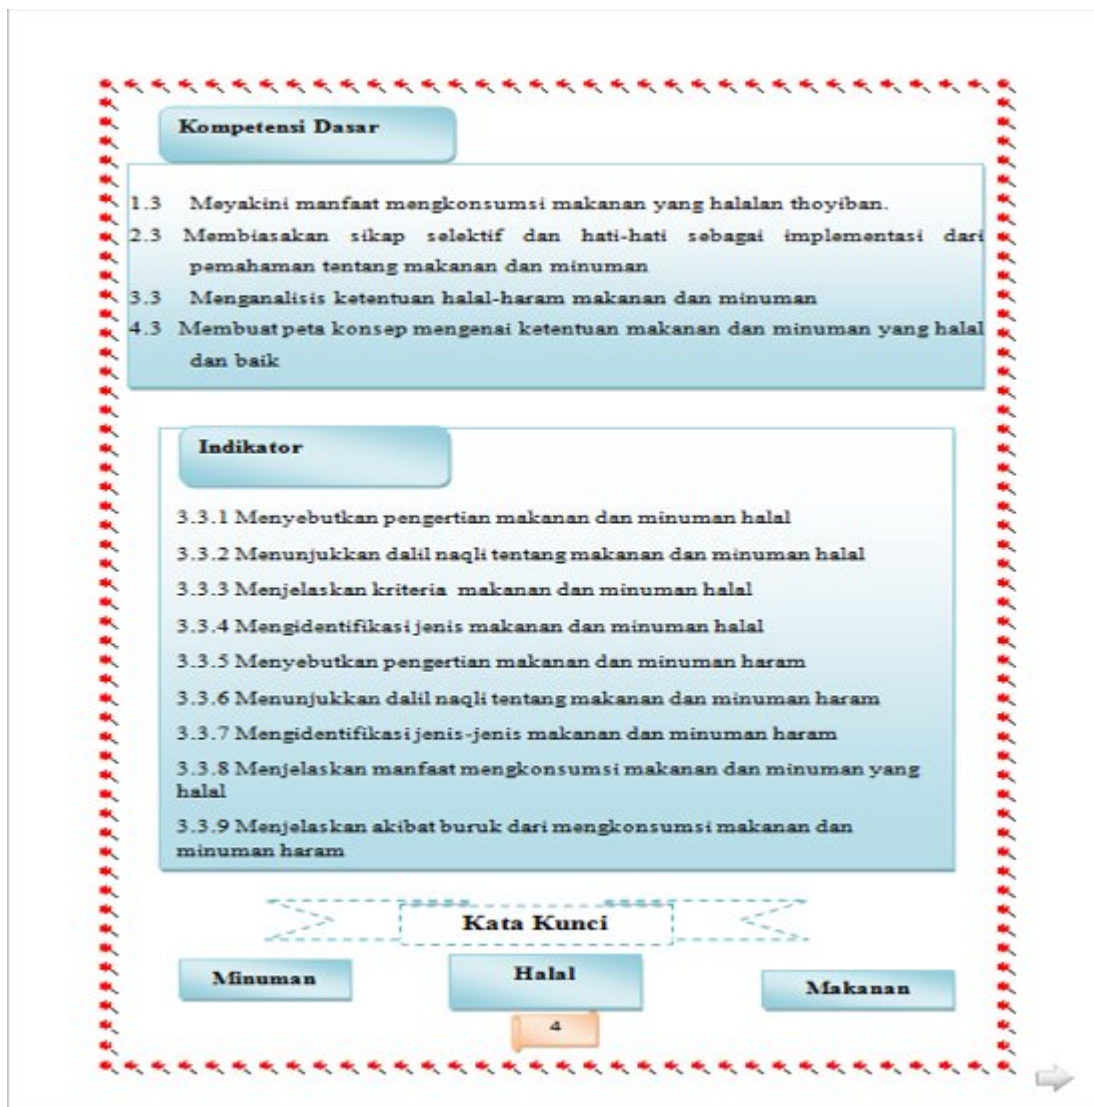 Kompetensi Dasar
1.3 Meyakini manfaat mengkonsumsi makanan yang halalan thoyiban.
2.3 Membiasakan sikap selektif dan hati-hati sebagai implementasi dari
pemahaman tentang makanan dan minuman
3.3 Menganalisis ketentuan halal-haram makanan dan minuman
4.3 Membuat peta konsep mengenai ketentuan makanan dan minuman yang halal
dan baik
Indikator
3.3.1 Menyebutkan pengertian makanan dan minuman halal
3.3.2 Menunjukkan dalil naqli tentang makanan dan minuman halal
3.3.3 Menjelaskan kriteria makanan dan minuman halal
3.3.4 Mengidentifikasi jenis makanan dan minuman halal
3.3.5 Menyebutkan pengertian makanan dan minuman haram
3.3.6 Menunjukkan dalil naqli tentang makanan dan minuman haram
3.3.7 Mengidentifikasi jenis-jenis makanan dan minuman haram
3.3.8 Menjelaskan manfaat mengkonsumsi makanan dan minuman yang
halal
3.3.9 Menjelaskan akibat buruk dari mengkonsumsi makanan dan
minuman haram
Kata Kunci
Minuman
Halal
Makanan
4